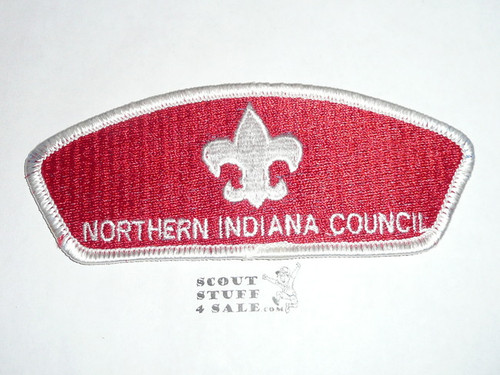 NORTHERN INDIANA COUNCIL
SCOUT
STUFF
4 SALE.COM